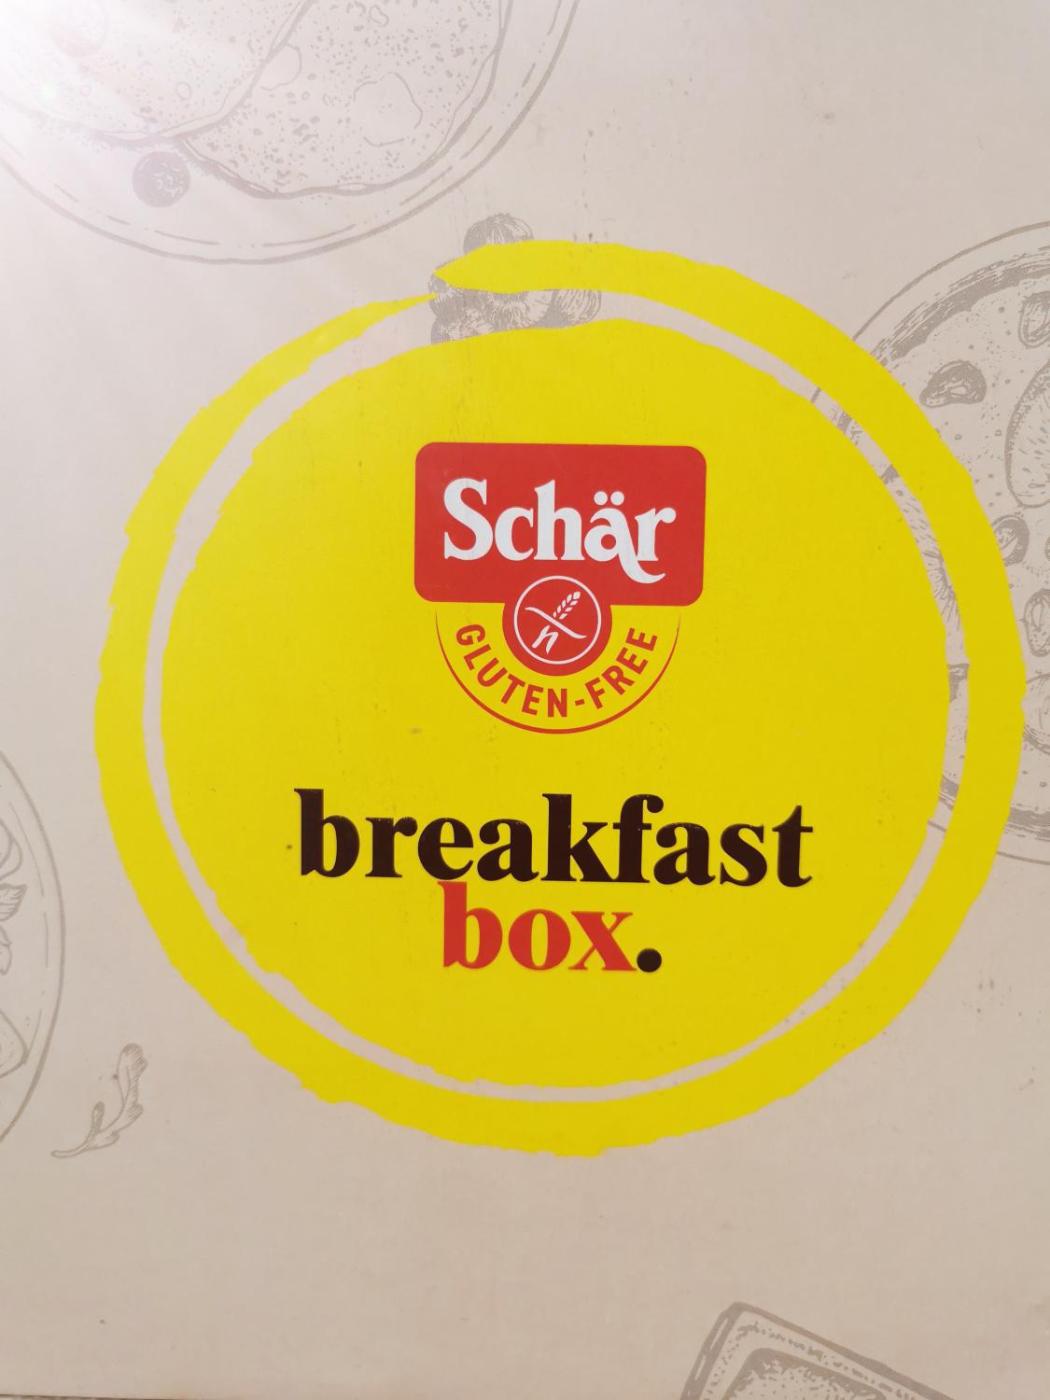 Schär
GLUTEN-FREE
breakfast
box.